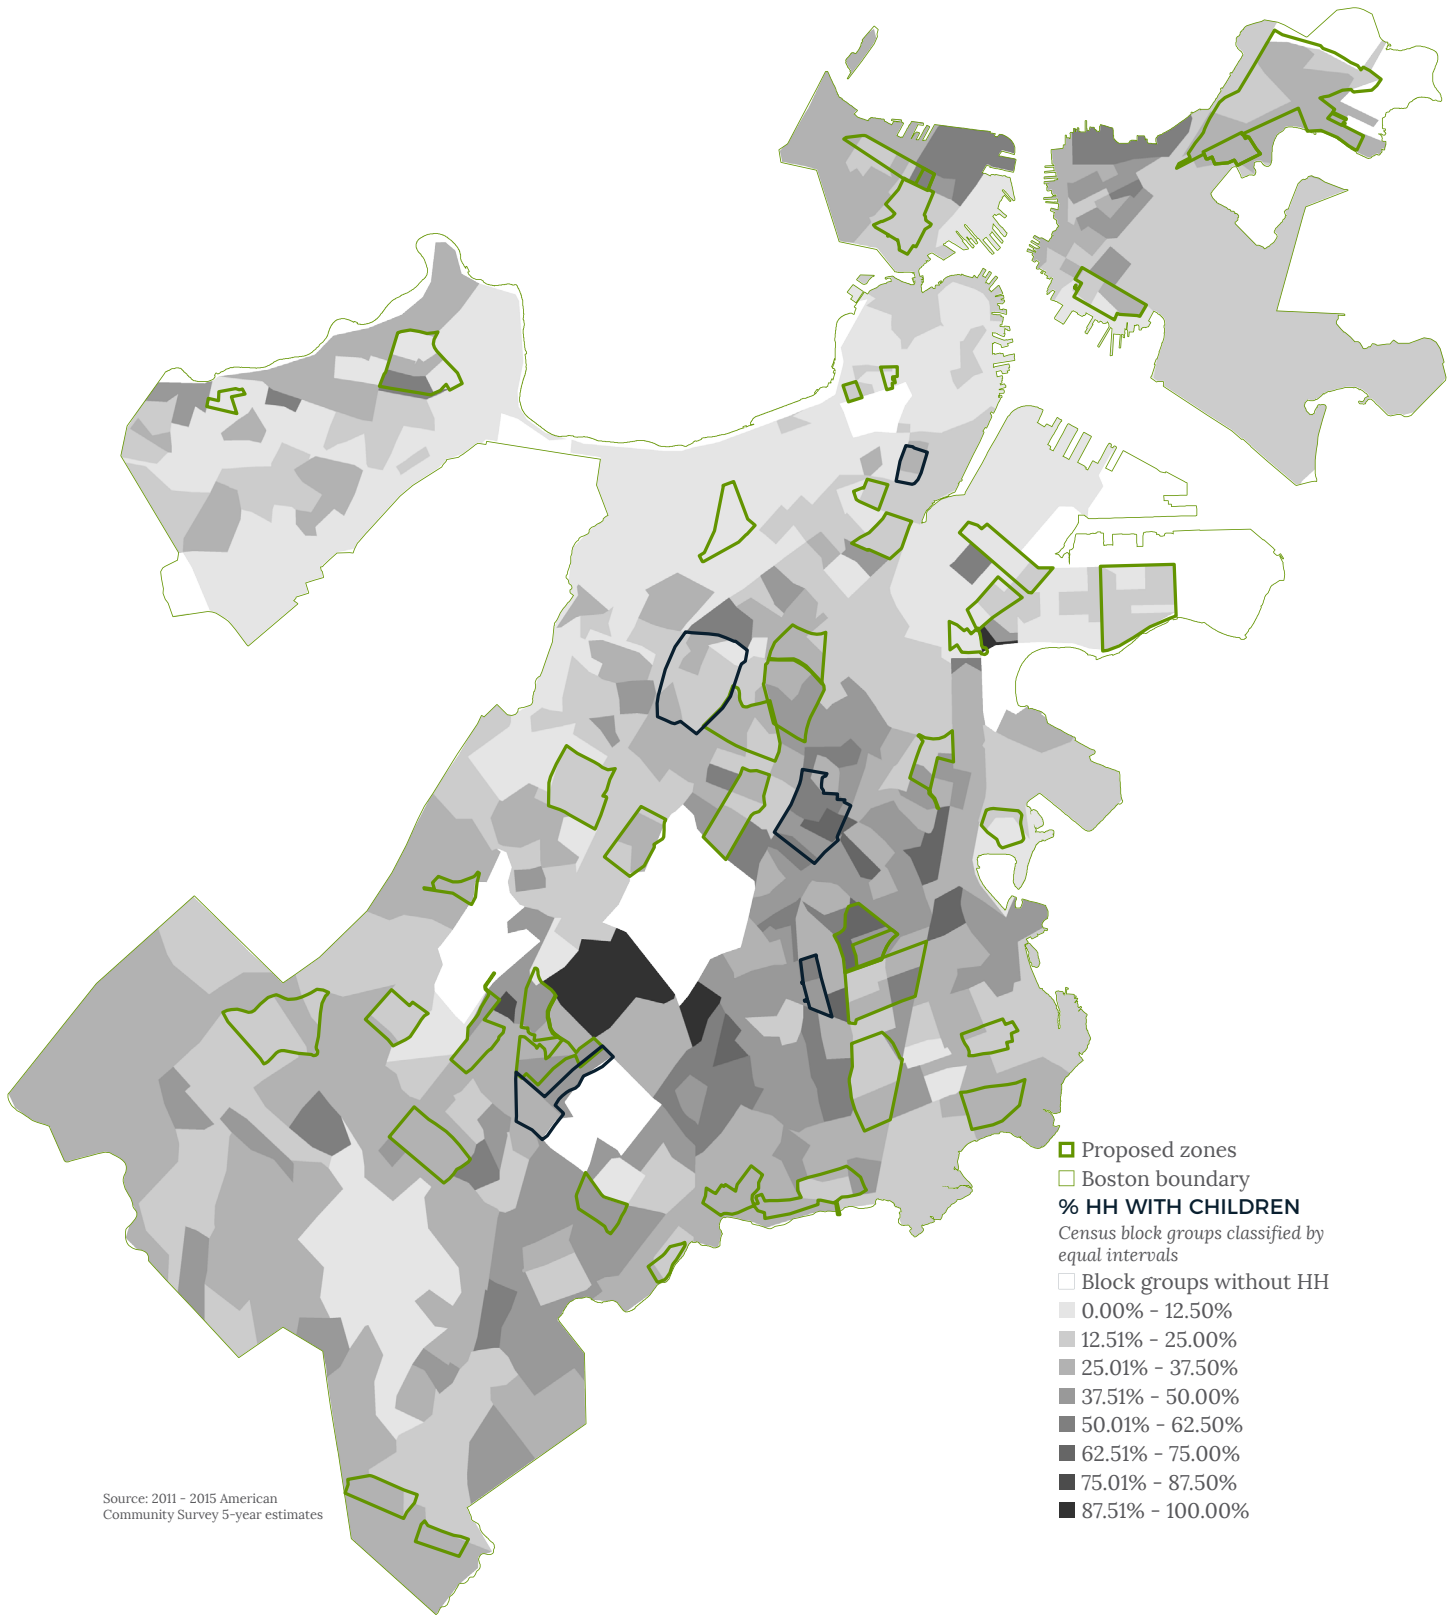 Proposed zones
Boston boundary
% HH WITH CHILDREN
Census block groups classified by
equal intervals
Block groups without HH
0.00% - 12.50%
12.51% - 25.00%
25.01% - 37.50%
37.51% - 50.00%
50.01% - 62.50%
62.51% - 75.00%
75.01% - 87.50%
87.51% - 100.00%
Source: 2011 - 2015 American
Community Survey 5-year estimates